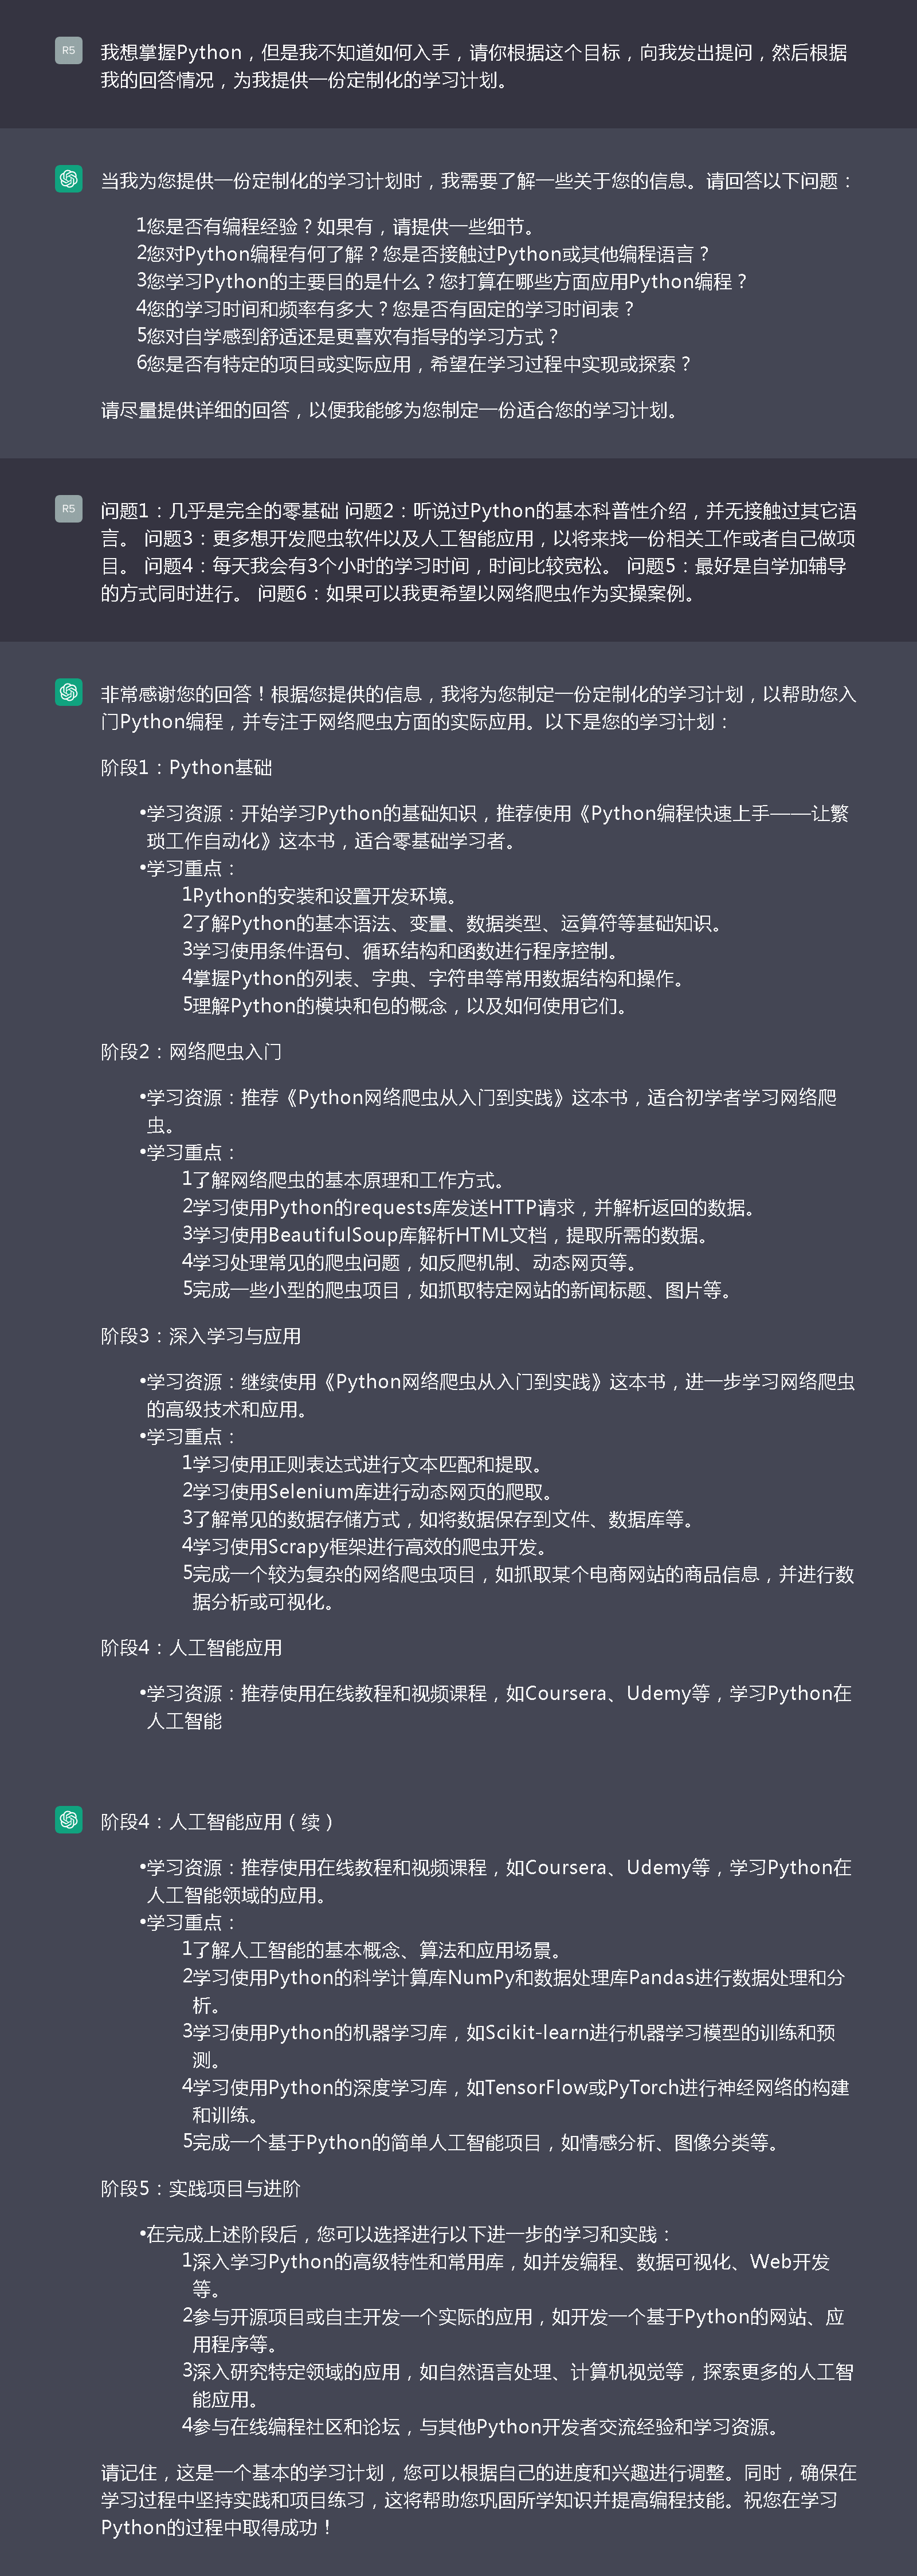 R5
我想掌握Python，但是我不知道如何入手，请你根据这个目标，向我发出提问，然后根据
我的回答情况，为我提供一份定制化的学习计划。
当我为您提供一份定制化的学习计划时，我需要了解一些关于您的信息。请回答以下问题：
1您是否有编程经验？如果有，请提供一些细节。
2您对Python编程有何了解？您是否接触过Python或其他编程语言？
3您学习Python的主要目的是什么？您打算在哪些方面应用Python编程？
4您的学习时间和频率有多大？您是否有固定的学习时间表？
5您对自学感到舒适还是更喜欢有指导的学习方式？
6您是否有特定的项目或实际应用，希望在学习过程中实现或探索？
请尽量提供详细的回答，以便我能够为您制定一份适合您的学习计划。
R5
问题1：几乎是完全的零基础 问题2：听说过Python的基本科普性介绍，并无接触过其它语
言。 问题3：更多想开发爬虫软件以及人工智能应用，以将来找一份相关工作或者自己做项
目。 问题4：每天我会有3个小时的学习时间，时间比较宽松。 问题5：最好是自学加辅导
的方式同时进行。 问题6：如果可以我更希望以网络爬虫作为实操案例。
非常感谢您的回答！根据您提供的信息，我将为您制定一份定制化的学习计划，以帮助您入
门Python编程，并专注于网络爬虫方面的实际应用。以下是您的学习计划：
阶段1：Python基础
•学习资源：开始学习Python的基础知识，推荐使用《Python编程快速上手——让繁
琐工作自动化》这本书，适合零基础学习者。
•学习重点：
1Python的安装和设置开发环境。
2了解Python的基本语法、变量、数据类型、运算符等基础知识。
3学习使用条件语句、循环结构和函数进行程序控制。
4掌握Python的列表、字典、字符串等常用数据结构和操作。
5理解Python的模块和包的概念，以及如何使用它们。
阶段2：网络爬虫入门
•学习资源：推荐《Python网络爬虫从入门到实践》这本书，适合初学者学习网络爬
虫。
•学习重点：
1了解网络爬虫的基本原理和工作方式。
2学习使用Python的requests库发送HTTP请求，并解析返回的数据。
3学习使用BeautifulSoup库解析HTML文档，提取所需的数据。
4学习处理常见的爬虫问题，如反爬机制、动态网页等。
5完成一些小型的爬虫项目，如抓取特定网站的新闻标题、图片等。
阶段3：深入学习与应用
•学习资源：继续使用《Python网络爬虫从入门到实践》这本书，进一步学习网络爬虫
的高级技术和应用。
•学习重点：
1学习使用正则表达式进行文本匹配和提取。
2学习使用Selenium库进行动态网页的爬取。
3了解常见的数据存储方式，如将数据保存到文件、数据库等。
4学习使用Scrapy框架进行高效的爬虫开发。
5完成一个较为复杂的网络爬虫项目，如抓取某个电商网站的商品信息，并进行数
据分析或可视化。
阶段4：人工智能应用
•学习资源：推荐使用在线教程和视频课程，如Coursera、Udemy等，学习Python在
人工智能
阶段4：人工智能应用（续）
•学习资源：推荐使用在线教程和视频课程，如Coursera、Udemy等，学习Python在
人工智能领域的应用。
•学习重点：
1了解人工智能的基本概念、算法和应用场景。
2学习使用Python的科学计算库NumPy和数据处理库Pandas进行数据处理和分
析。
3学习使用Python的机器学习库，如Scikit-learn进行机器学习模型的训练和预
测。
4学习使用Python的深度学习库，如TensorFlow或PyTorch进行神经网络的构建
和训练。
5完成一个基于Python的简单人工智能项目，如情感分析、图像分类等。
阶段5：实践项目与进阶
•在完成上述阶段后，您可以选择进行以下进一步的学习和实践：
1深入学习Python的高级特性和常用库，如并发编程、数据可视化、Web开发
等。
2参与开源项目或自主开发一个实际的应用，如开发一个基于Python的网站、应
用程序等。
3深入研究特定领域的应用，如自然语言处理、计算机视觉等，探索更多的人工智
能应用。
4参与在线编程社区和论坛，与其他Python开发者交流经验和学习资源。
请记住，这是一个基本的学习计划，您可以根据自己的进度和兴趣进行调整。同时，确保在
学习过程中坚持实践和项目练习，这将帮助您巩固所学知识并提高编程技能。祝您在学习
Python的过程中取得成功！